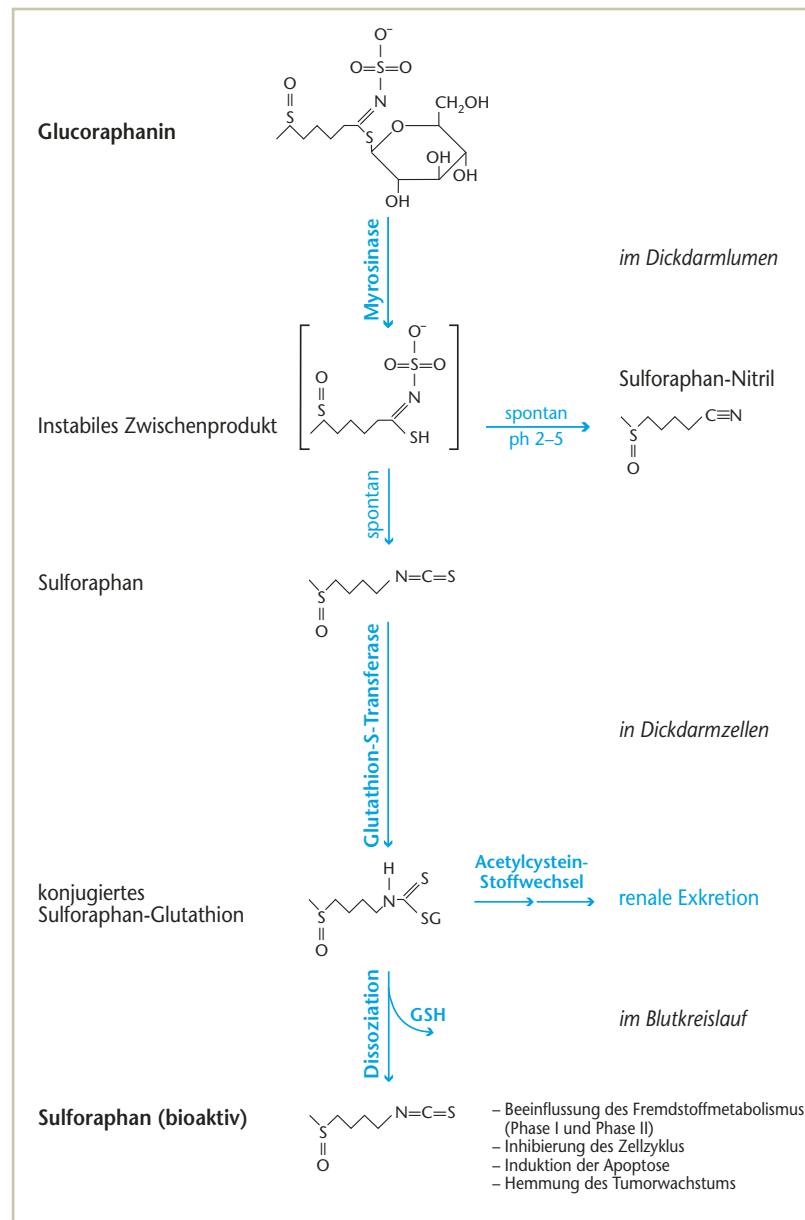 O⁻
O=S=O
O
S
N
CH₂OH
Glucoraphanin
S
O
OH
OH
OH
OH
Myrosinase
im Dickdarmlumen
O⁻
O=S=O
O
S
N
SH
Instabiles Zwischenprodukt
spontan
ph 2–5
Sulforaphan-Nitril
C≡N
S
O
spontan
Sulforaphan
N=C=S
S
O
Glutathion-S-Transferase
in Dickdarmzellen
konjugiertes
Sulforaphan-Glutathion
H
S
N
S
SG
O
Acetylcystein-
Stoffwechsel
renale Exkretion
Dissoziation
GSH
im Blutkreislauf
Sulforaphan (bioaktiv)
N=C=S
S
O
– Beeinflussung des Fremdstoffmetabolismus
(Phase I und Phase II)
– Inhibierung des Zellzyklus
– Induktion der Apoptose
– Hemmung des Tumorwachstums